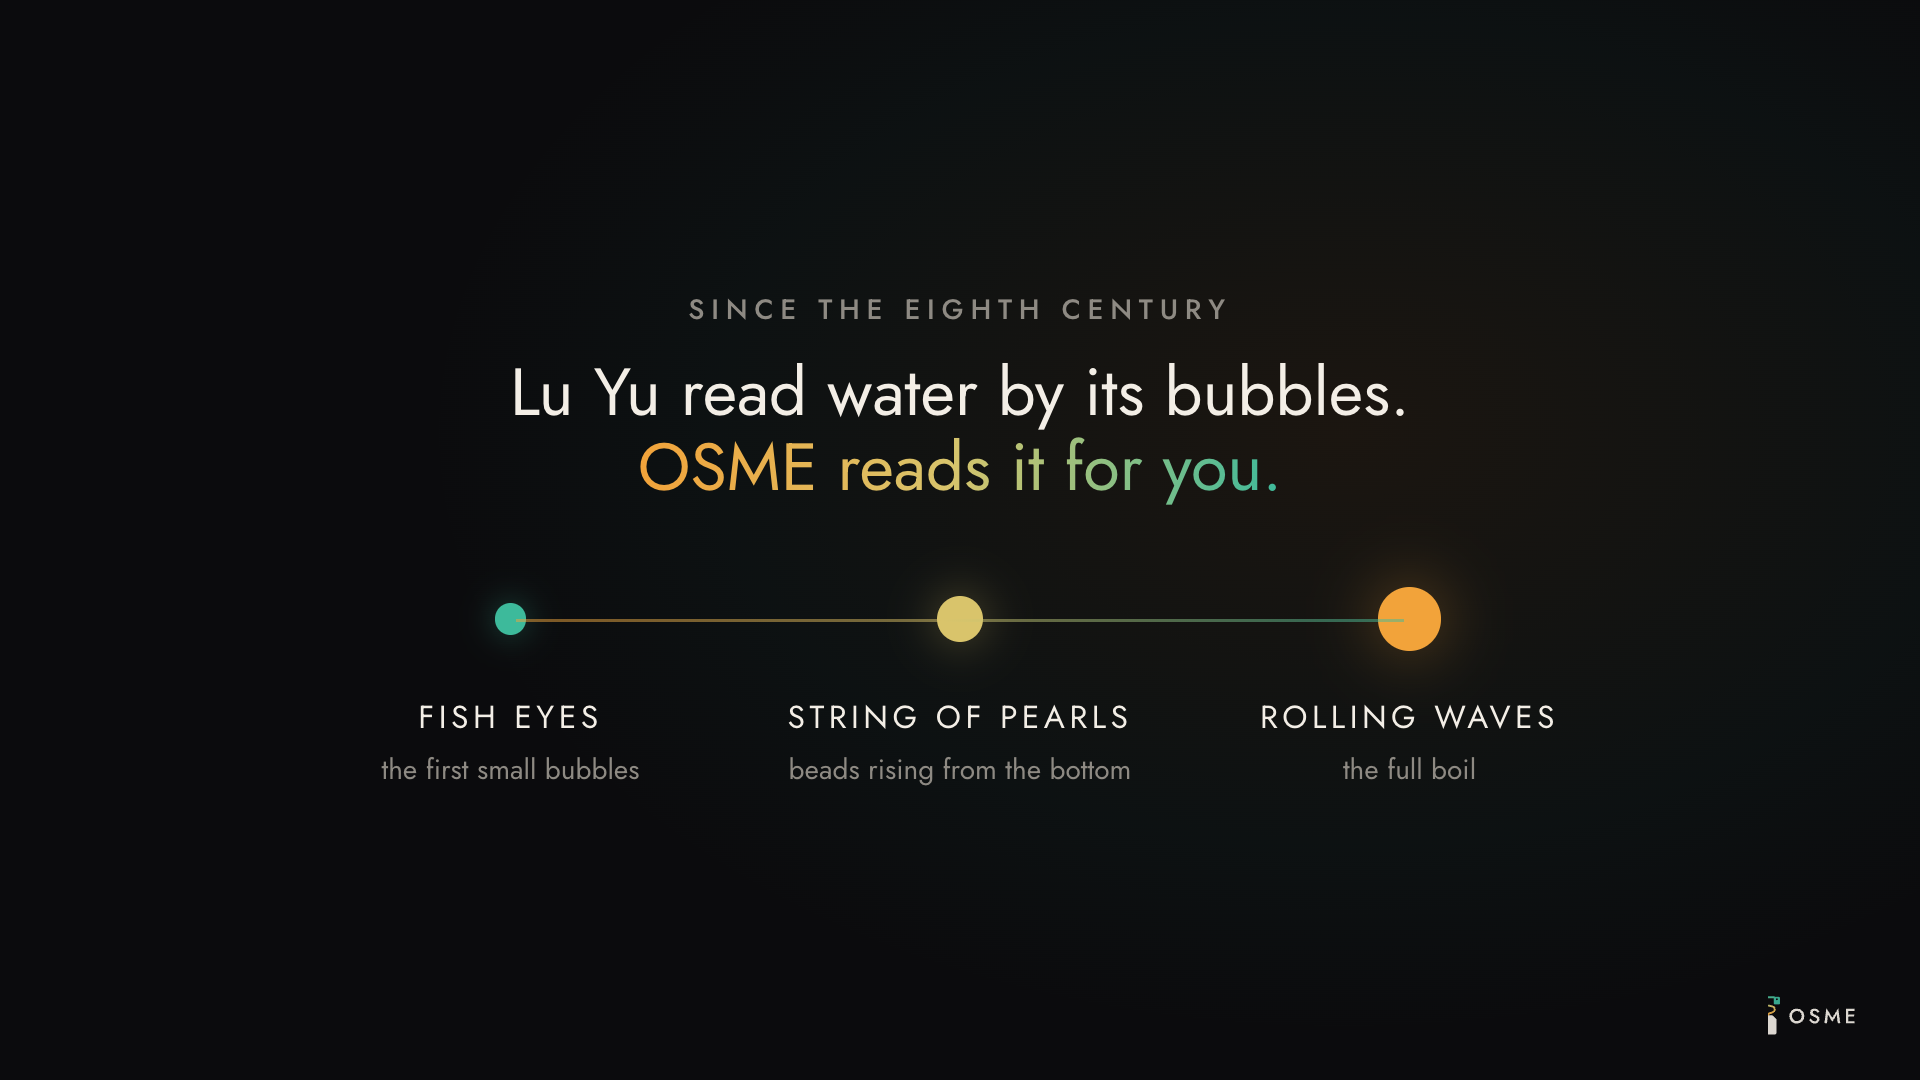 SINCE THE EIGHTH CENTURY
Lu Yu read water by its bubbles.
OSME reads it for you.
FISH EYES
the first small bubbles
STRING OF PEARLS
beads rising from the bottom
ROLLING WAVES
the full boil
OSME